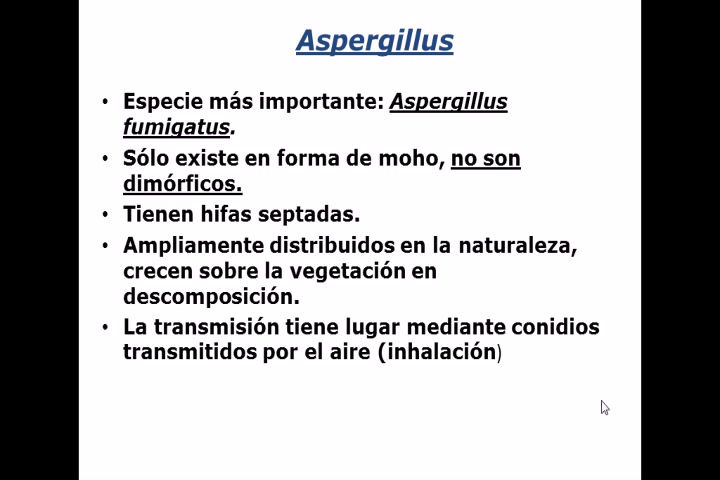 Aspergillus
• Especie más importante: Aspergillus
fumigatus.
• Sólo existe en forma de moho, no son
dimórficos.
• Tienen hifas septadas.
• Ampliamente distribuidos en la naturaleza,
crecen sobre la vegetación en
descomposición.
• La transmisión tiene lugar mediante conidios
transmitidos por el aire (inhalación)